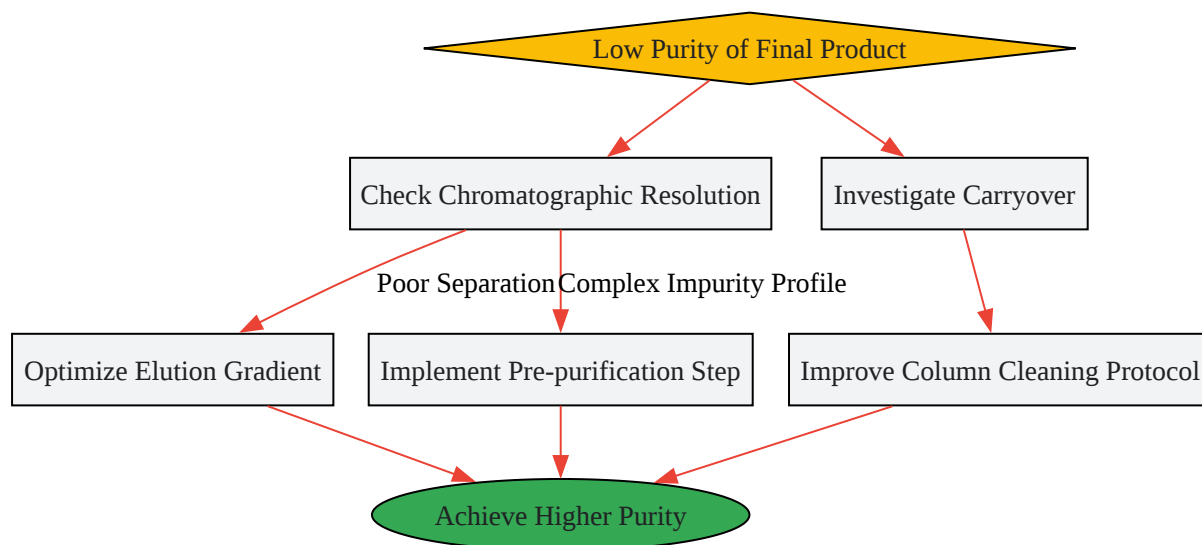 Low Purity of Final Product
Check Chromatographic Resolution
Investigate Carryover
Poor Separation
Complex Impurity Profile
Optimize Elution Gradient
Implement Pre-purification Step
Improve Column Cleaning Protocol
Achieve Higher Purity